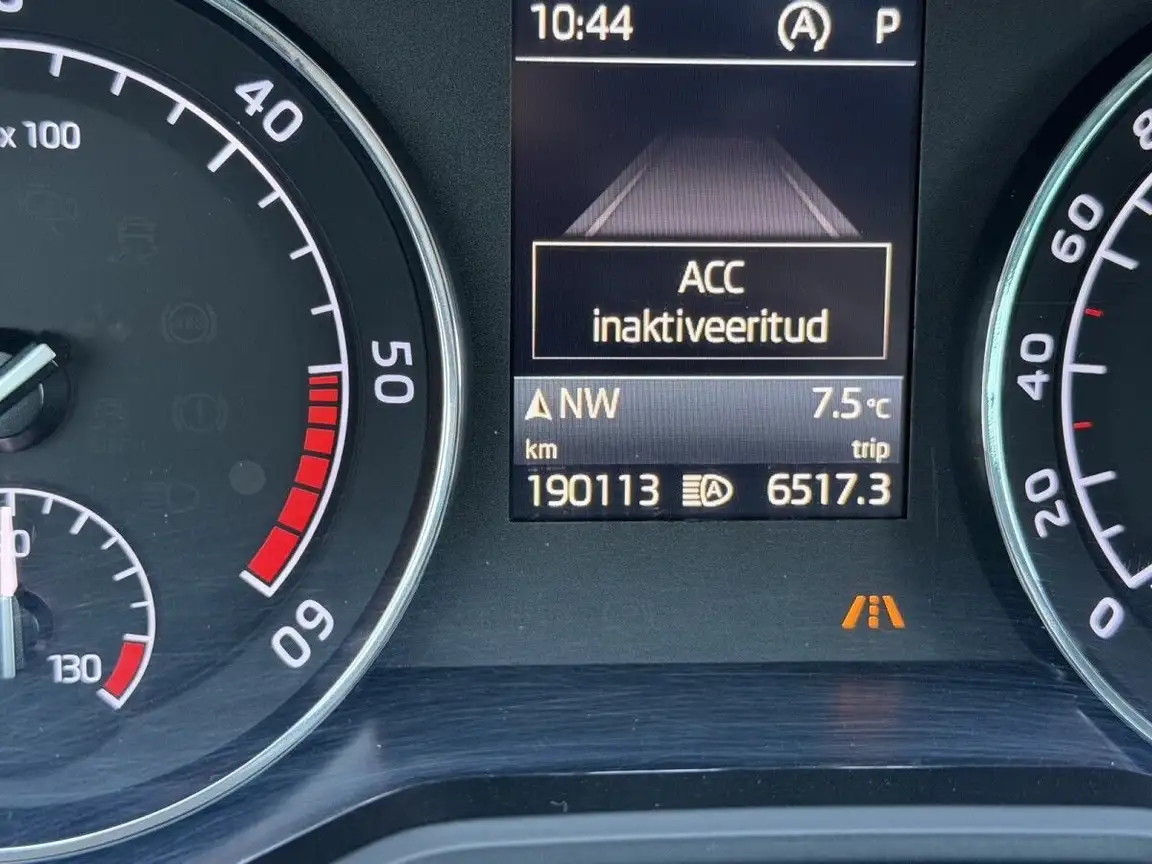 10:44 A P
40
x 100
ACC
inaktiveeritud
50
NW 7.5°C
km trip
190113 A 6517.3
60
130
60
40
20
0